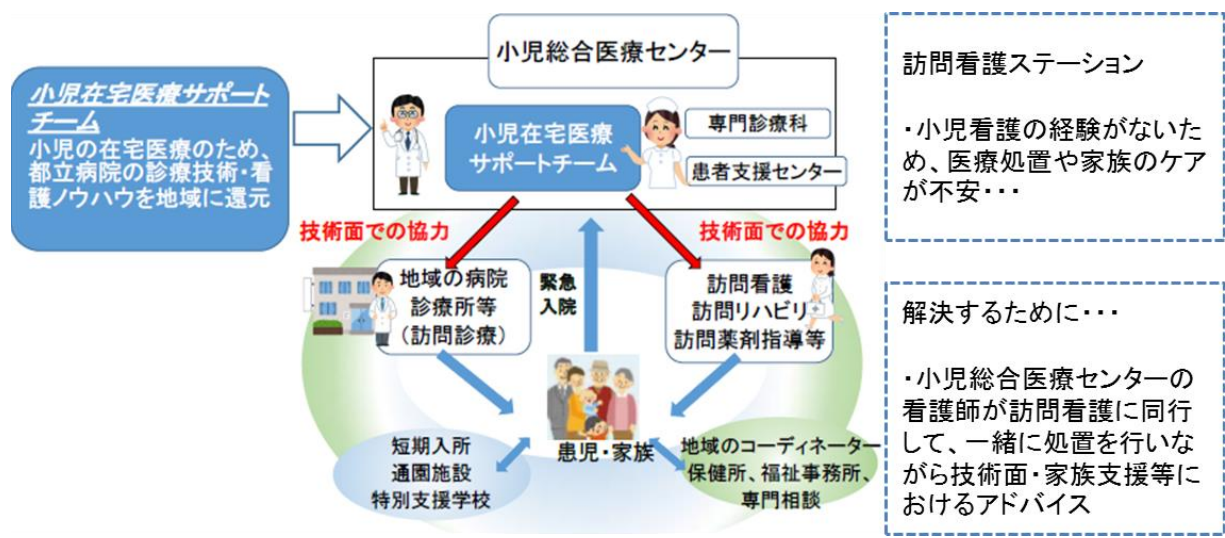 小児総合医療センター
小児在宅医療サポート
チーム
小児の在宅医療のため、
都立病院の診療技術・看
護ノウハウを地域に還元
小児在宅医療
サポートチーム
専門診療科
患者支援センター
技術面での協力
技術面での協力
地域の病院
診療所等
(訪問診療)
緊急
入院
訪問看護
訪問リハビリ
訪問薬剤指導等
患児・家族
短期入所
通園施設
特別支援学校
地域のコーディネーター
保健所、福祉事務所、
専門相談
訪問看護ステーション
・小児看護の経験がないた
め、医療処置や家族のケア
が不安・・・
解決するために・・・
・小児総合医療センターの
看護師が訪問看護に同行
して、一緒に処置を行いな
がら技術面・家族支援等に
おけるアドバイス